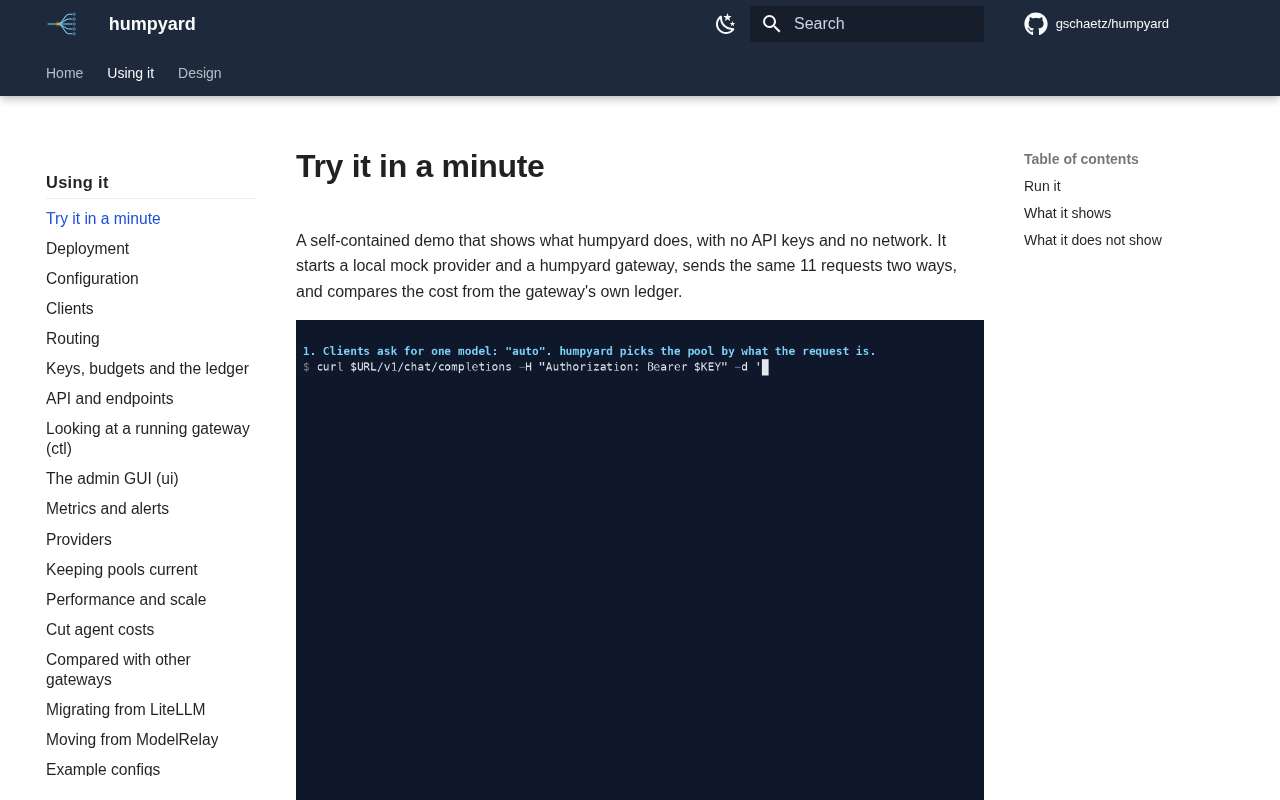 humpyard
Search
gschaetz/humpyard
Home
Using it
Design
Using it
Try it in a minute
Deployment
Configuration
Clients
Routing
Keys, budgets and the ledger
API and endpoints
Looking at a running gateway
(ctl)
The admin GUI (ui)
Metrics and alerts
Providers
Keeping pools current
Performance and scale
Cut agent costs
Compared with other
gateways
Migrating from LiteLLM
Moving from ModelRelay
Example configs
Try it in a minute
A self-contained demo that shows what humpyard does, with no API keys and no network. It
starts a local mock provider and a humpyard gateway, sends the same 11 requests two ways,
and compares the cost from the gateway's own ledger.
1. Clients ask for one model: "auto". humpyard picks the pool by what the request is.
$ curl $URL/v1/chat/completions -H "Authorization: Bearer $KEY" -d '
Table of contents
Run it
What it shows
What it does not show